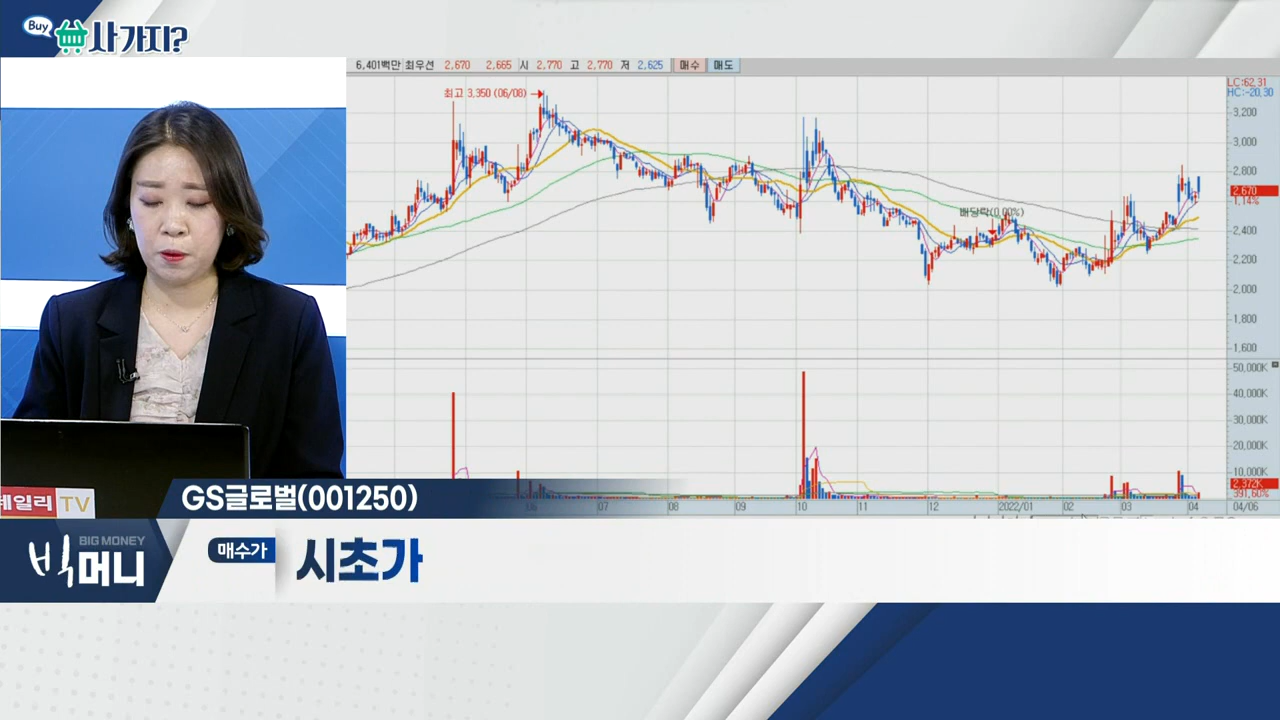 Buy 사 가지?
6,401백만 최우선 2,670 2,665 시 2,770 고 2,770 저 2,625 매수 매도
LC:62.31
HC:-20.30
최고 3,350 (06/08)
3,200
3,000
2,800
2,670
1.14%
배당락(0.00%)
2,400
2,200
2,000
1,800
1,600
50,000K
40,000K
30,000K
20,000K
10,000K
2,372K
391.60%
06 07 08 09 10 11 12 2022/01 02 03 04 04/06
데일리 TV
GS글로벌(001250)
BIG MONEY
빅머니
매수가
시초가